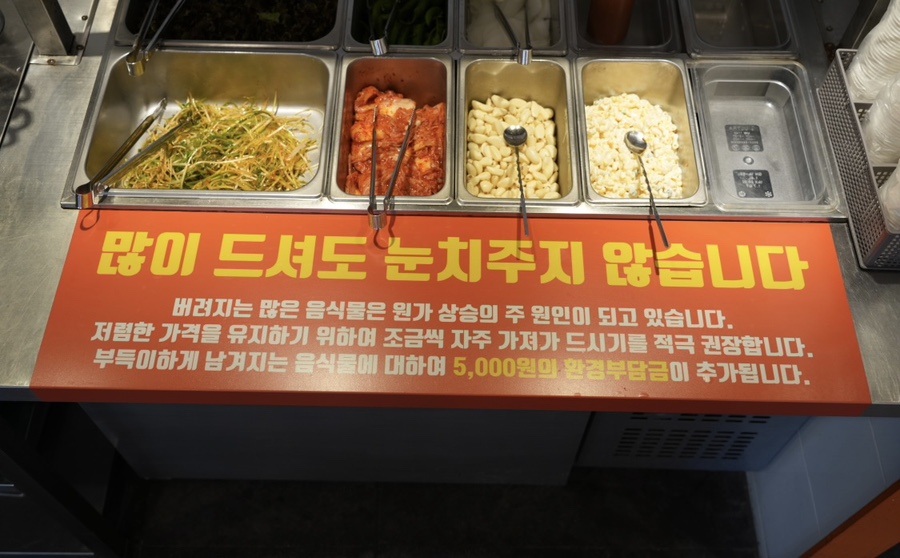 많이 드셔도 눈치주지 않습니다
버려지는 많은 음식물은 원가 상승의 주 원인이 되고 있습니다.
저렴한 가격을 유지하기 위하여 조금씩 자주 가져가 드시기를 적극 권장합니다.
부득이하게 남겨지는 음식물에 대하여 5,000원의 환경부담금이 추가됩니다.